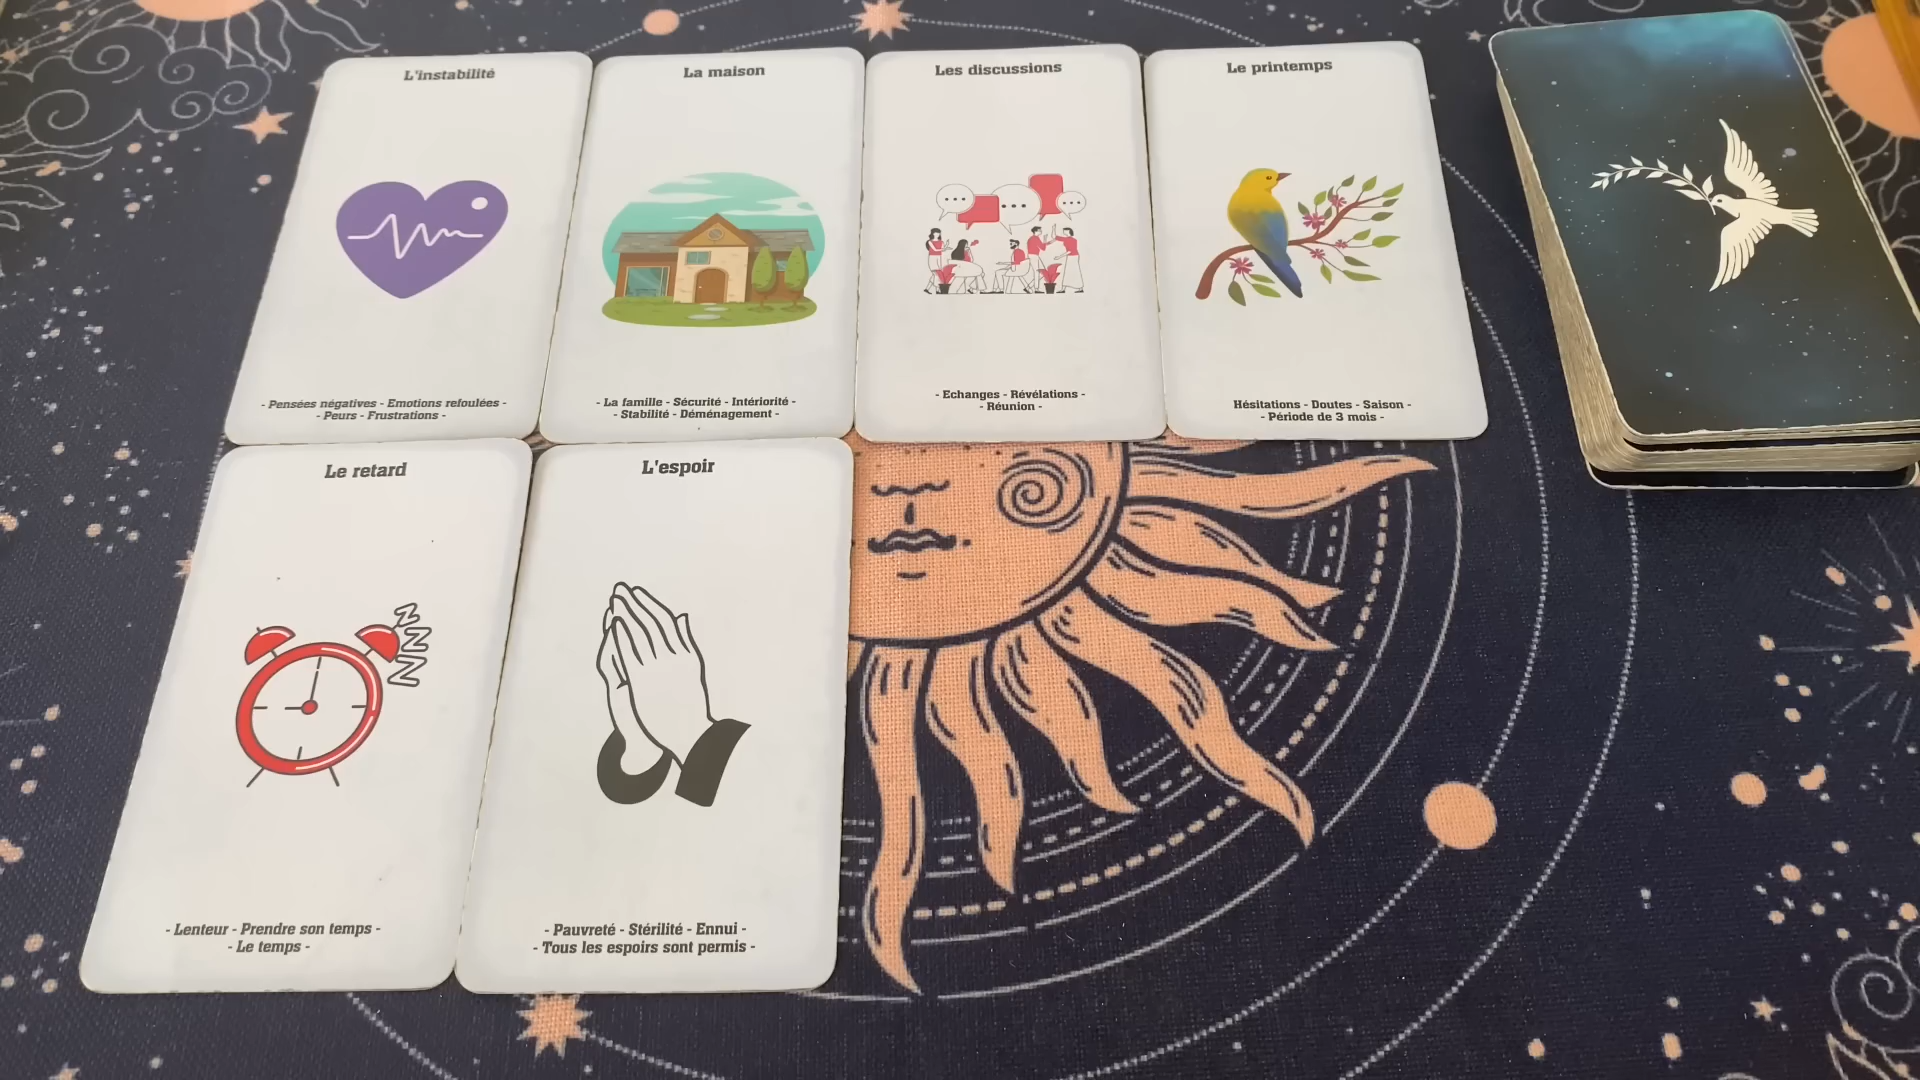 L'instabilité
- Pensées négatives - Emotions refoulées -
- Peurs - Frustrations -
La maison
- La famille - Sécurité - Intériorité -
- Stabilité - Déménagement -
Les discussions
- Echanges - Révélations -
- Réunion -
Le printemps
Hésitations - Doutes - Saison -
- Période de 3 mois -
Le retard
ZZZ
- Lenteur - Prendre son temps -
- Le temps -
L'espoir
- Pauvreté - Stérilité - Ennui -
- Tous les espoirs sont permis -